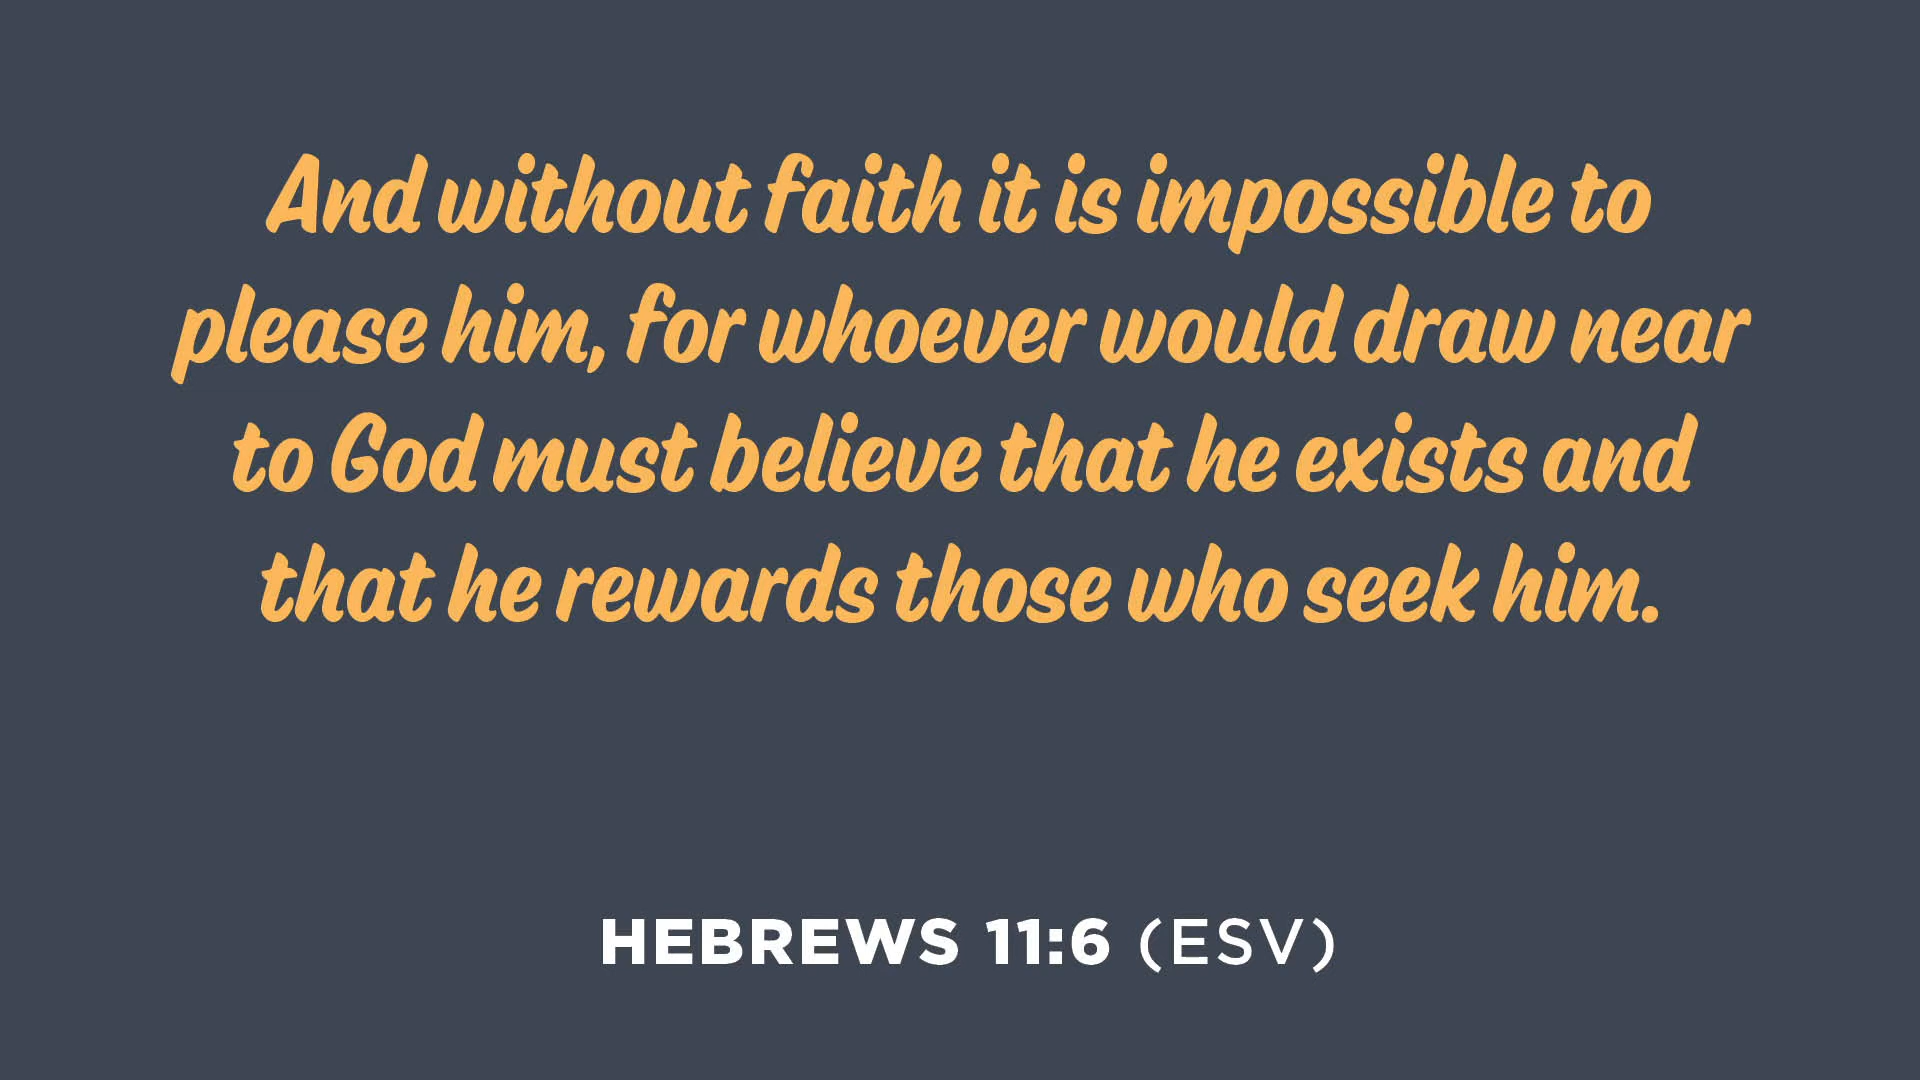 And without faith it is impossible to
please him, for whoever would draw near
to God must believe that he exists and
that he rewards those who seek him.
HEBREWS 11:6 (ESV)